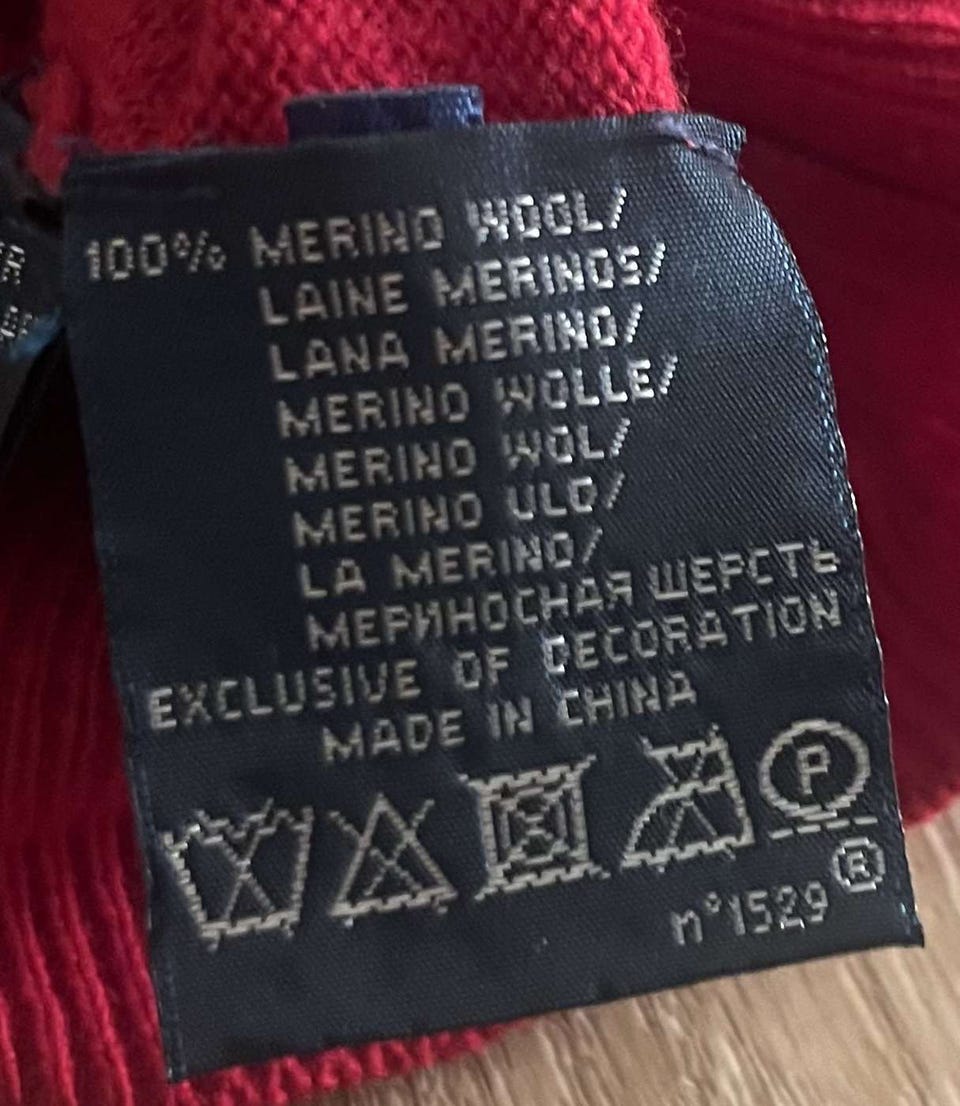 100% MERINO WOOL/
LAINE MERINOS/
LANA MERINO/
MERINO WOLLE/
MERINO WOL/
MERINO ULD/
LA MERINO/
МЕРИНОСНАЯ ШЕРСТЬ
EXCLUSIVE OF DECORATION
MADE IN CHINA
P
n°1529 ®